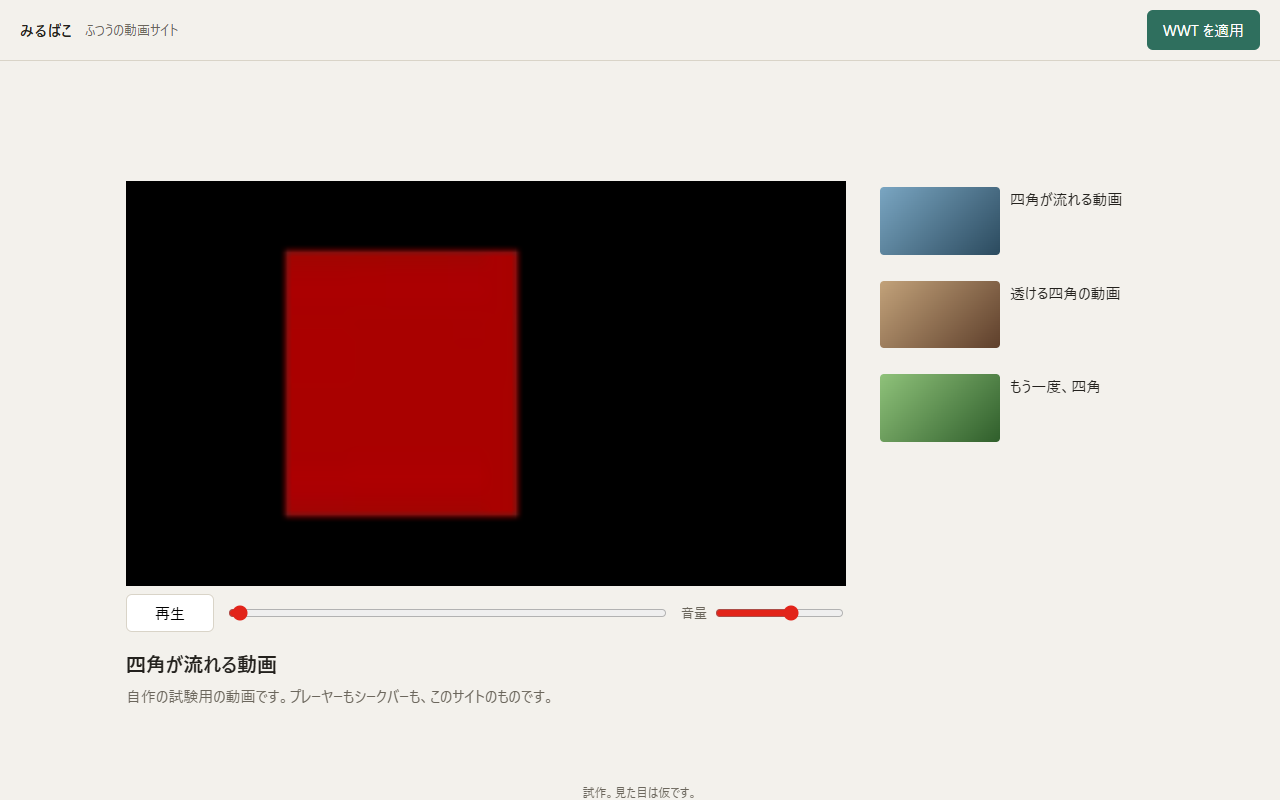 みるばこ ふつうの動画サイト
WWT を適用
四角が流れる動画
透ける四角の動画
もう一度、四角
再生
音量
四角が流れる動画
自作の試験用の動画です。プレーヤーもシークバーも、このサイトのものです。
試作。見た目は仮です。